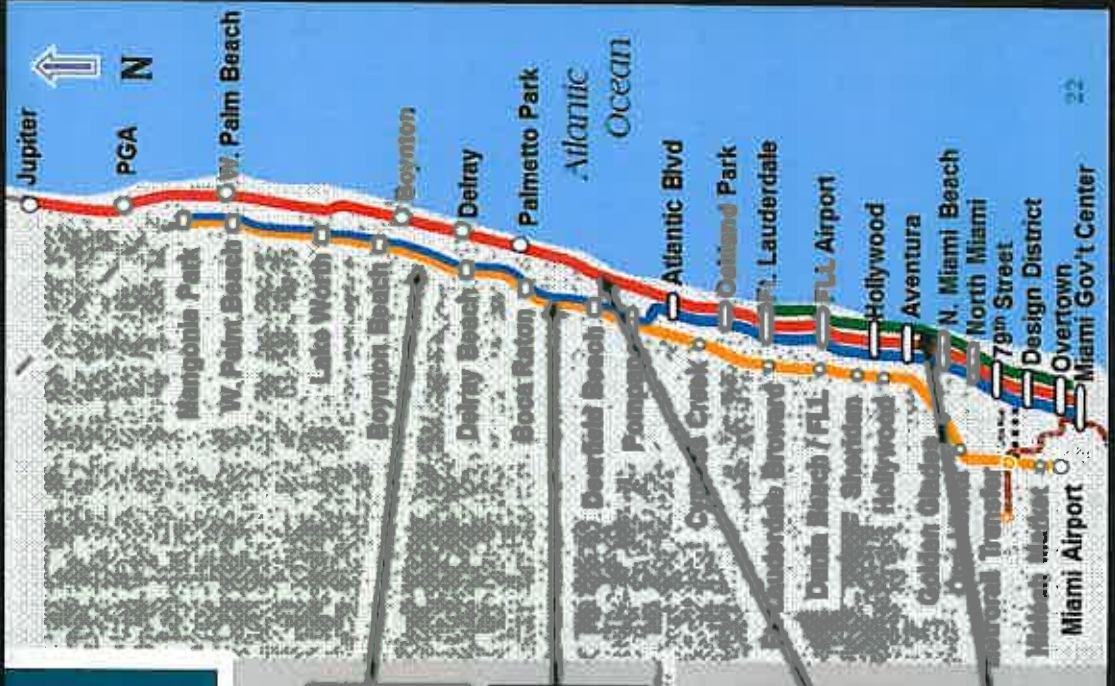 N
Jupiter
PGA
W. Palm Beach
Boynton
Delray
Palmetto Park
Atlantic
Ocean
Atlantic Blvd
Oakland Park
Ft. Lauderdale
FLL Airport
Hollywood
Aventura
N. Miami Beach
North Miami
79th Street
Design District
Overtown
Miami Gov't Center
Mangonia Park
W. Palm Beach
Lake Worth
Boynton Beach
Delray Beach
Boca Raton
Deerfield Beach
Pompano
Cypress Creek
Dania Beach / FLL
Sheridan
Hollywood
Golden Glades
Miami Airport
22